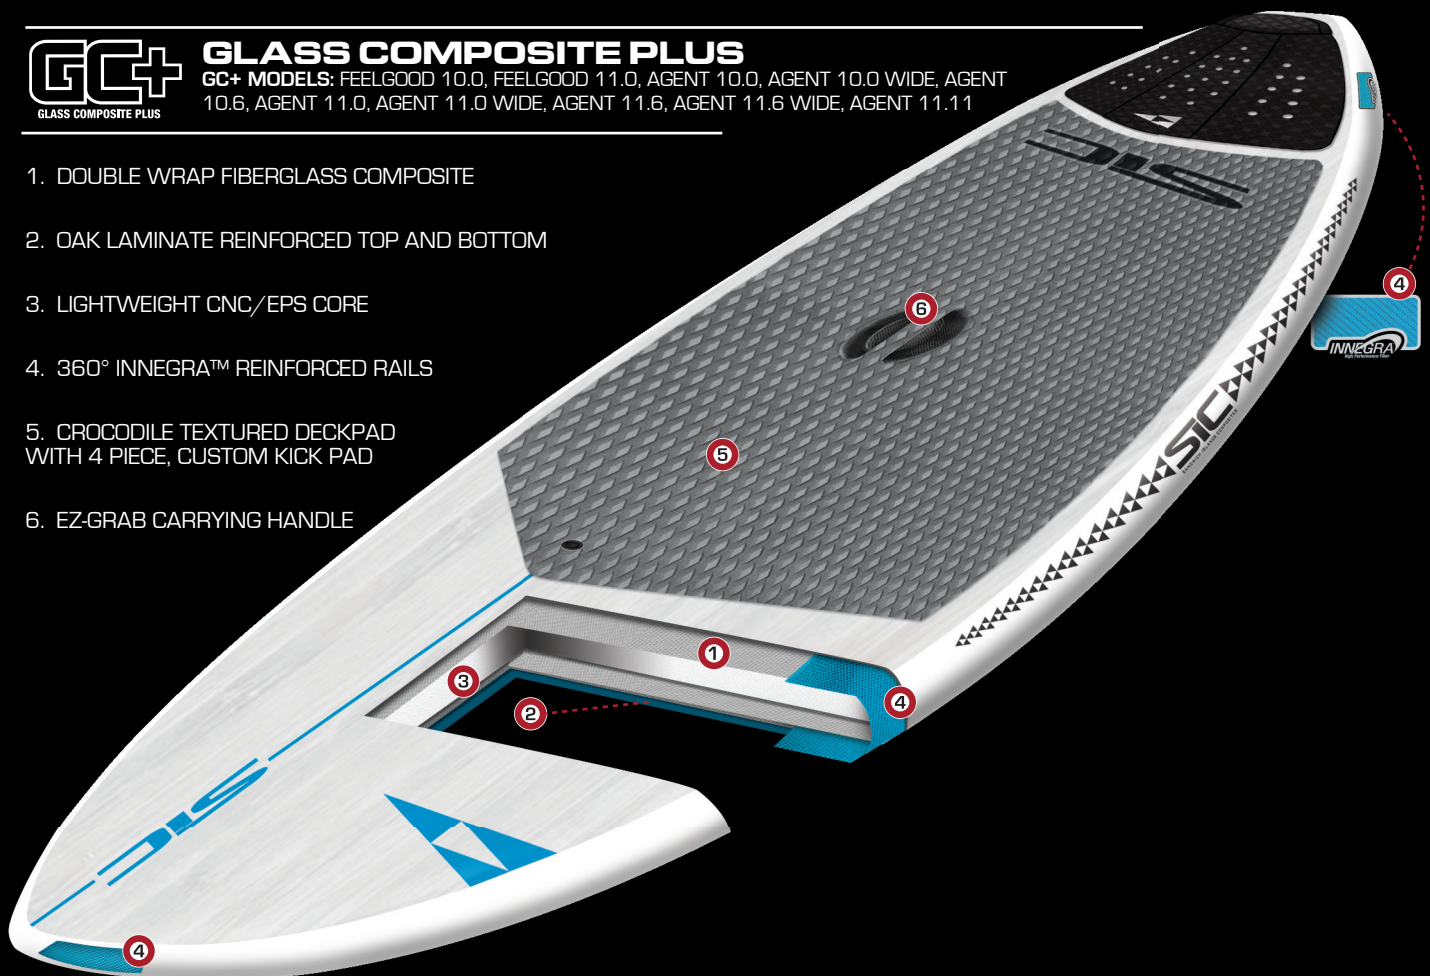 GC+
GLASS COMPOSITE PLUS
GLASS COMPOSITE PLUS
GC+ MODELS: FEELGOOD 10.0, FEELGOOD 11.0, AGENT 10.0, AGENT 10.0 WIDE, AGENT
10.6, AGENT 11.0, AGENT 11.0 WIDE, AGENT 11.6, AGENT 11.6 WIDE, AGENT 11.11
1. DOUBLE WRAP FIBERGLASS COMPOSITE
2. OAK LAMINATE REINFORCED TOP AND BOTTOM
3. LIGHTWEIGHT CNC/EPS CORE
4. 360° INNEGRA™ REINFORCED RAILS
5. CROCODILE TEXTURED DECKPAD
WITH 4 PIECE, CUSTOM KICK PAD
6. EZ-GRAB CARRYING HANDLE
SIC
4
INNEGRA
High Performance Fiber
6
SIC
5
1
3
4
2
SIC
4